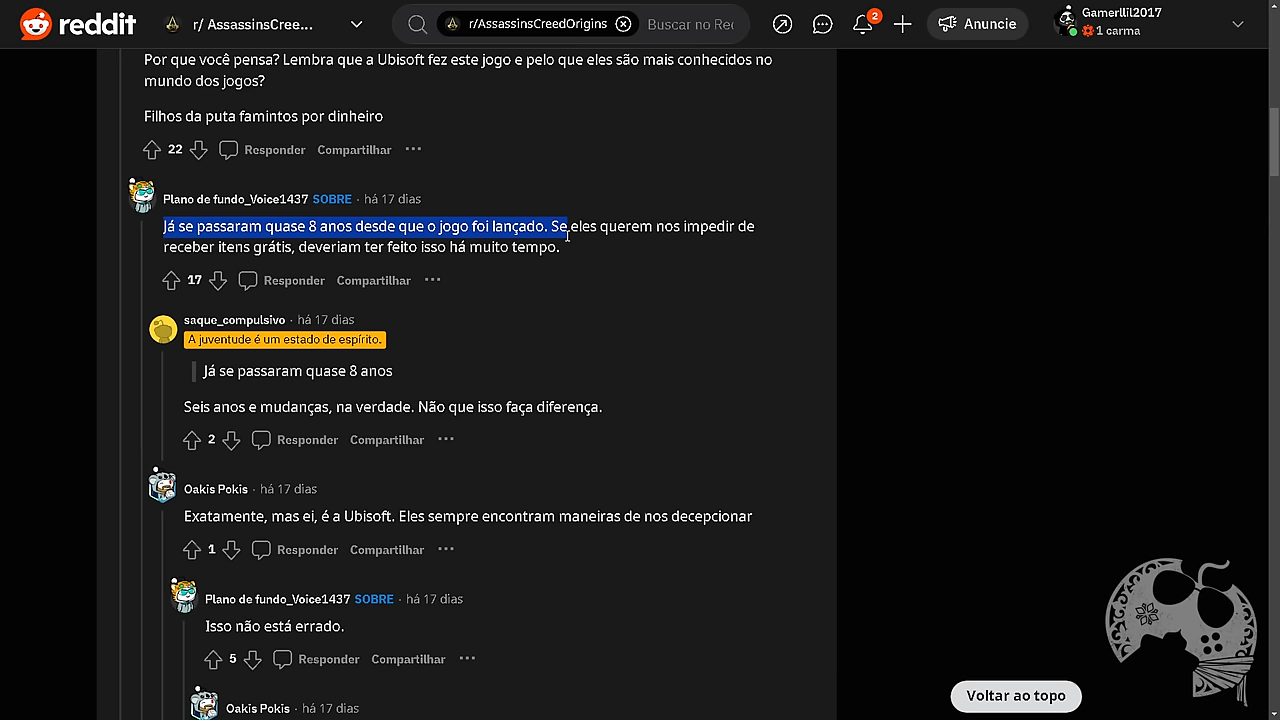 reddit
r/ AssassinsCree...
r/AssassinsCreedOrigins
Buscar no Re
2
Anuncie
Gamerllil2017
1 carma
Por que você pensa? Lembra que a Ubisoft fez este jogo e pelo que eles são mais conhecidos no
mundo dos jogos?
Filhos da puta famintos por dinheiro
22 Responder Compartilhar ...
Plano de fundo_Voice1437 SOBRE · há 17 dias
Já se passaram quase 8 anos desde que o jogo foi lançado. Se eles querem nos impedir de
receber itens grátis, deveriam ter feito isso há muito tempo.
17 Responder Compartilhar ...
saque_compulsivo · há 17 dias
A juventude é um estado de espírito.
Já se passaram quase 8 anos
Seis anos e mudanças, na verdade. Não que isso faça diferença.
2 Responder Compartilhar ...
Oakis Pokis · há 17 dias
Exatamente, mas ei, é a Ubisoft. Eles sempre encontram maneiras de nos decepcionar
1 Responder Compartilhar ...
Plano de fundo_Voice1437 SOBRE · há 17 dias
Isso não está errado.
5 Responder Compartilhar ...
Oakis Pokis · há 17 dias
Voltar ao topo